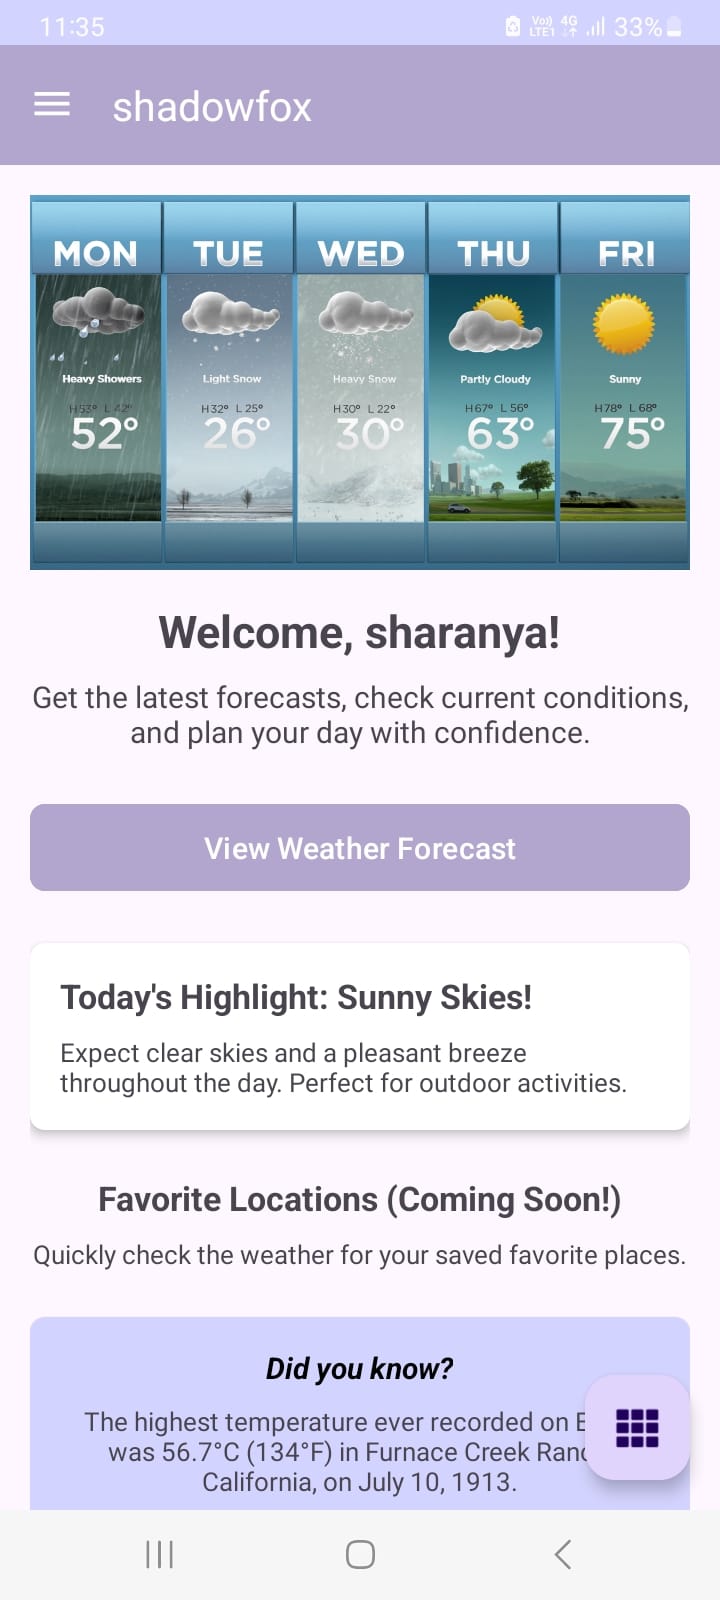 11:35 Vo)) LTE1 4G 33%
shadowfox
MON TUE WED THU FRI
Heavy Showers Light Snow Heavy Snow Partly Cloudy Sunny
H53° L 42° H32° L 25° H30° L 22° H67° L 56° H78° L 68°
52° 26° 30° 63° 75°
Welcome, sharanya!
Get the latest forecasts, check current conditions,
and plan your day with confidence.
View Weather Forecast
Today's Highlight: Sunny Skies!
Expect clear skies and a pleasant breeze
throughout the day. Perfect for outdoor activities.
Favorite Locations (Coming Soon!)
Quickly check the weather for your saved favorite places.
Did you know?
The highest temperature ever recorded on
was 56.7°C (134°F) in Furnace Creek
California, on July 10, 1913.